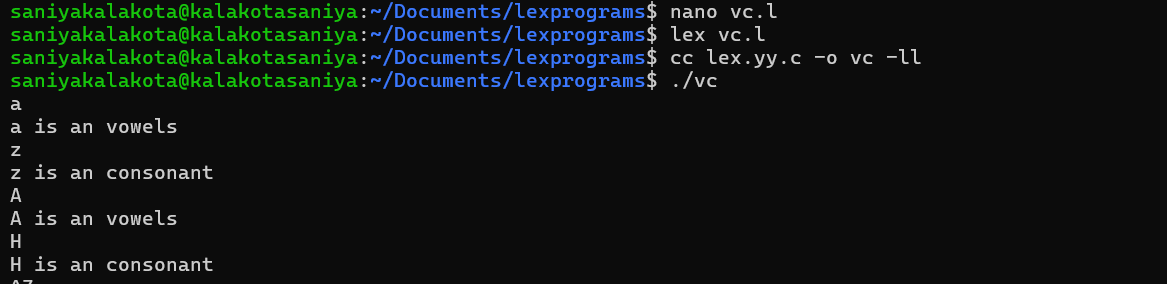 saniyakalakota@kalakotasaniya:~/Documents/lexprograms$ nano vc.l
saniyakalakota@kalakotasaniya:~/Documents/lexprograms$ lex vc.l
saniyakalakota@kalakotasaniya:~/Documents/lexprograms$ cc lex.yy.c -o vc -ll
saniyakalakota@kalakotasaniya:~/Documents/lexprograms$ ./vc
a
a is an vowels
z
z is an consonant
A
A is an vowels
H
H is an consonant